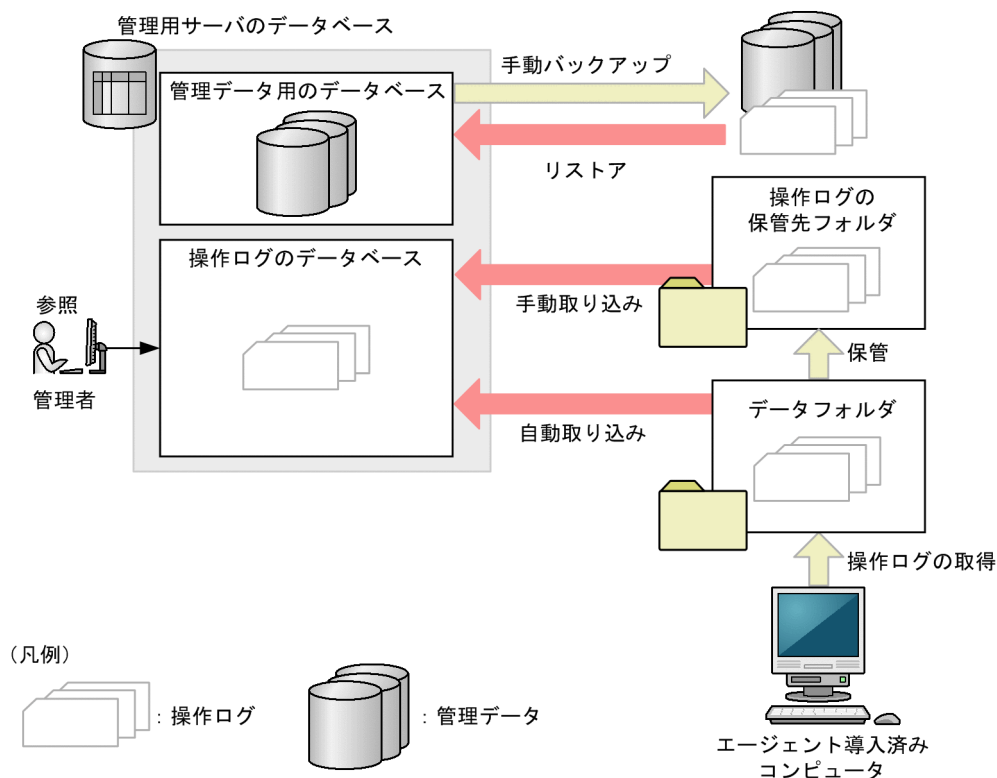 管理用サーバのデータベース
手動バックアップ
管理データ用のデータベース
リストア
操作ログの
保管先フォルダ
操作ログのデータベース
手動取り込み
参照
管理者
保管
データフォルダ
自動取り込み
操作ログの取得
(凡例)
:操作ログ
:管理データ
エージェント導入済み
コンピュータ